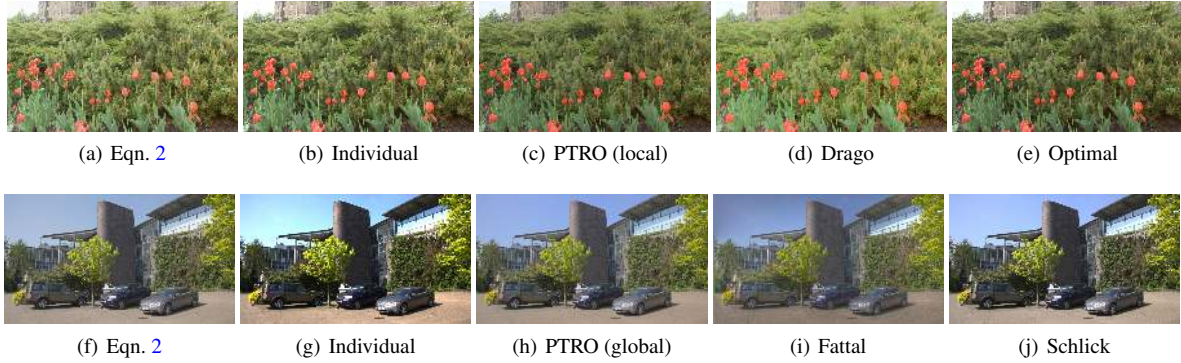 (a) Eqn. 2 (b) Individual (c) PTRO (local) (d) Drago (e) Optimal
(f) Eqn. 2 (g) Individual (h) PTRO (global) (i) Fattal (j) Schlick